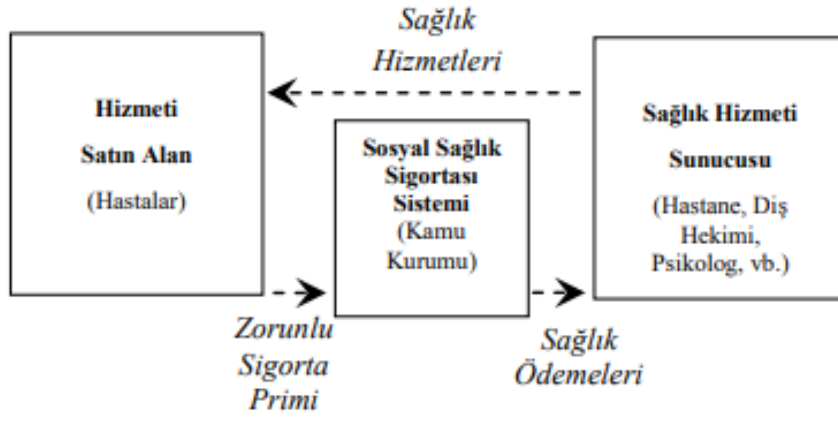 Sağlık
Hizmetleri
Hizmeti
Satın Alan
(Hastalar)
Sosyal Sağlık
Sigortası
Sistemi
(Kamu
Kurumu)
Sağlık Hizmeti
Sunucusu
(Hastane, Diş
Hekimi,
Psikolog, vb.)
Zorunlu
Sigorta
Primi
Sağlık
Ödemeleri